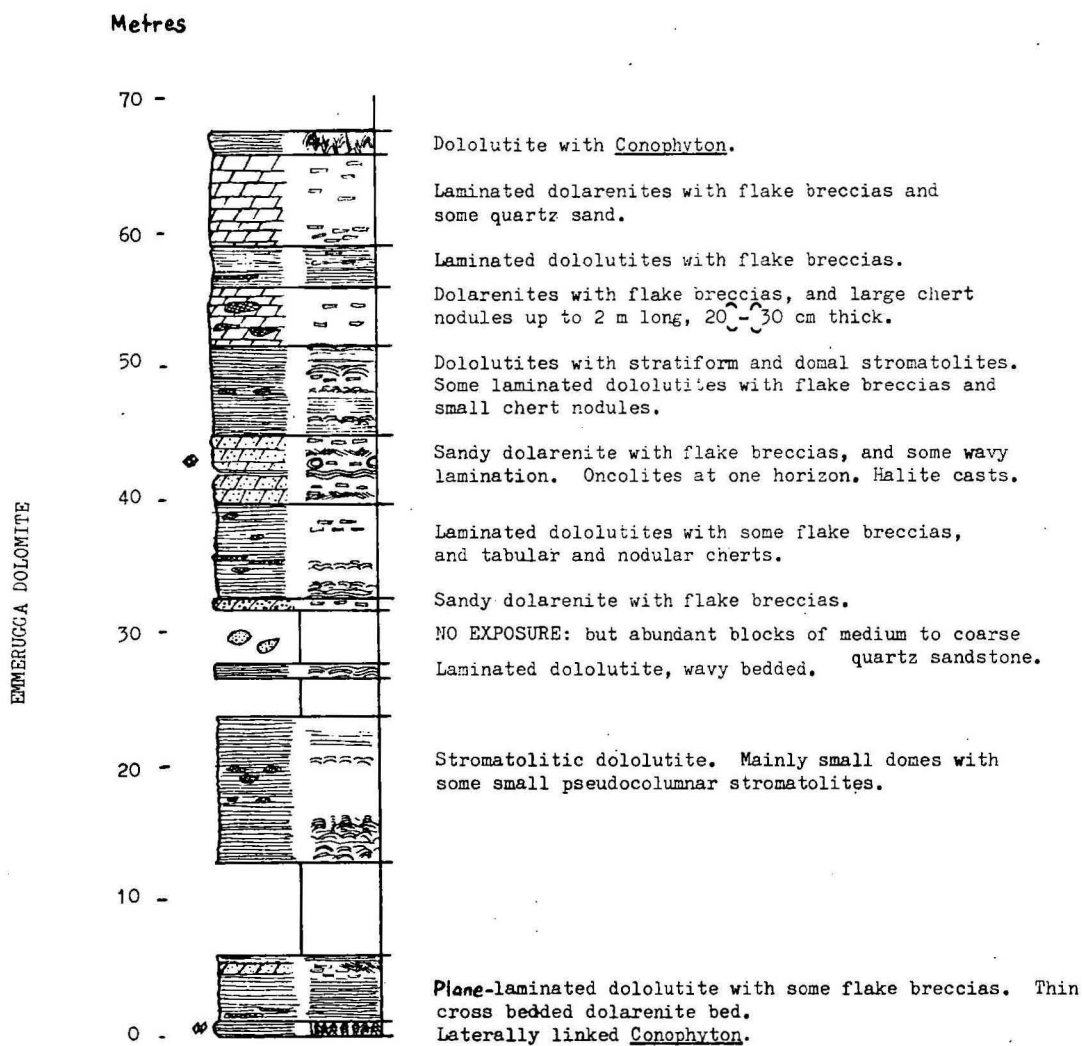 Metres
70 -
Dololutite with Conophyton.
Laminated dolarenites with flake breccias and
some quartz sand.
60 -
Laminated dololutites with flake breccias.
Dolarenites with flake breccias, and large chert
nodules up to 2 m long, 20 - 30 cm thick.
50 -
Dololutites with stratiform and domal stromatolites.
Some laminated dololutites with flake breccias and
small chert nodules.
Sandy dolarenite with flake breccias, and some wavy
lamination. Oncolites at one horizon. Halite casts.
40 -
Laminated dololutites with some flake breccias,
and tabular and nodular cherts.
EMMERUGGA DOLOMITE
Sandy dolarenite with flake breccias.
30 -
NO EXPOSURE: but abundant blocks of medium to coarse
quartz sandstone.
Laminated dololutite, wavy bedded.
20 -
Stromatolitic dololutite. Mainly small domes with
some small pseudocolumnar stromatolites.
10 -
Plane-laminated dololutite with some flake breccias. Thin
cross bedded dolarenite bed.
0 -
Laterally linked Conophyton.